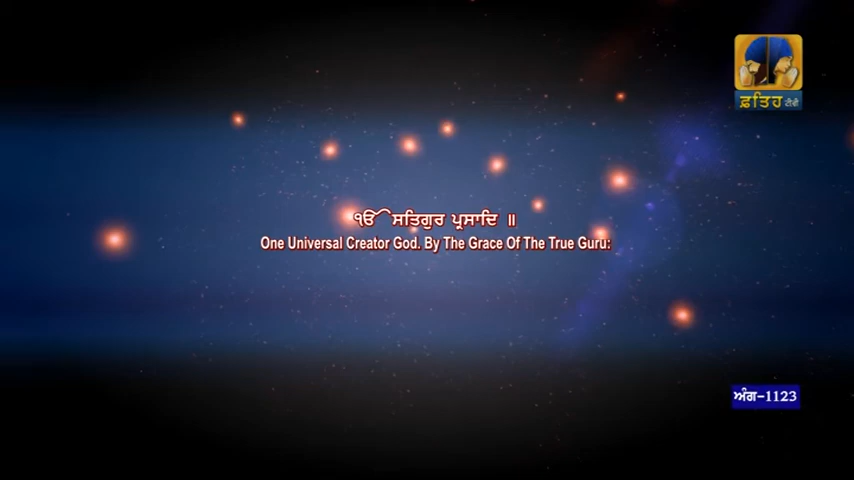 ਫ਼ਤਿਹ ਟੀਵੀ
ੴ ਸਤਿਗੁਰ ਪ੍ਰਸਾਦਿ ॥
One Universal Creator God. By The Grace Of The True Guru:
ਅੰਗ-1123